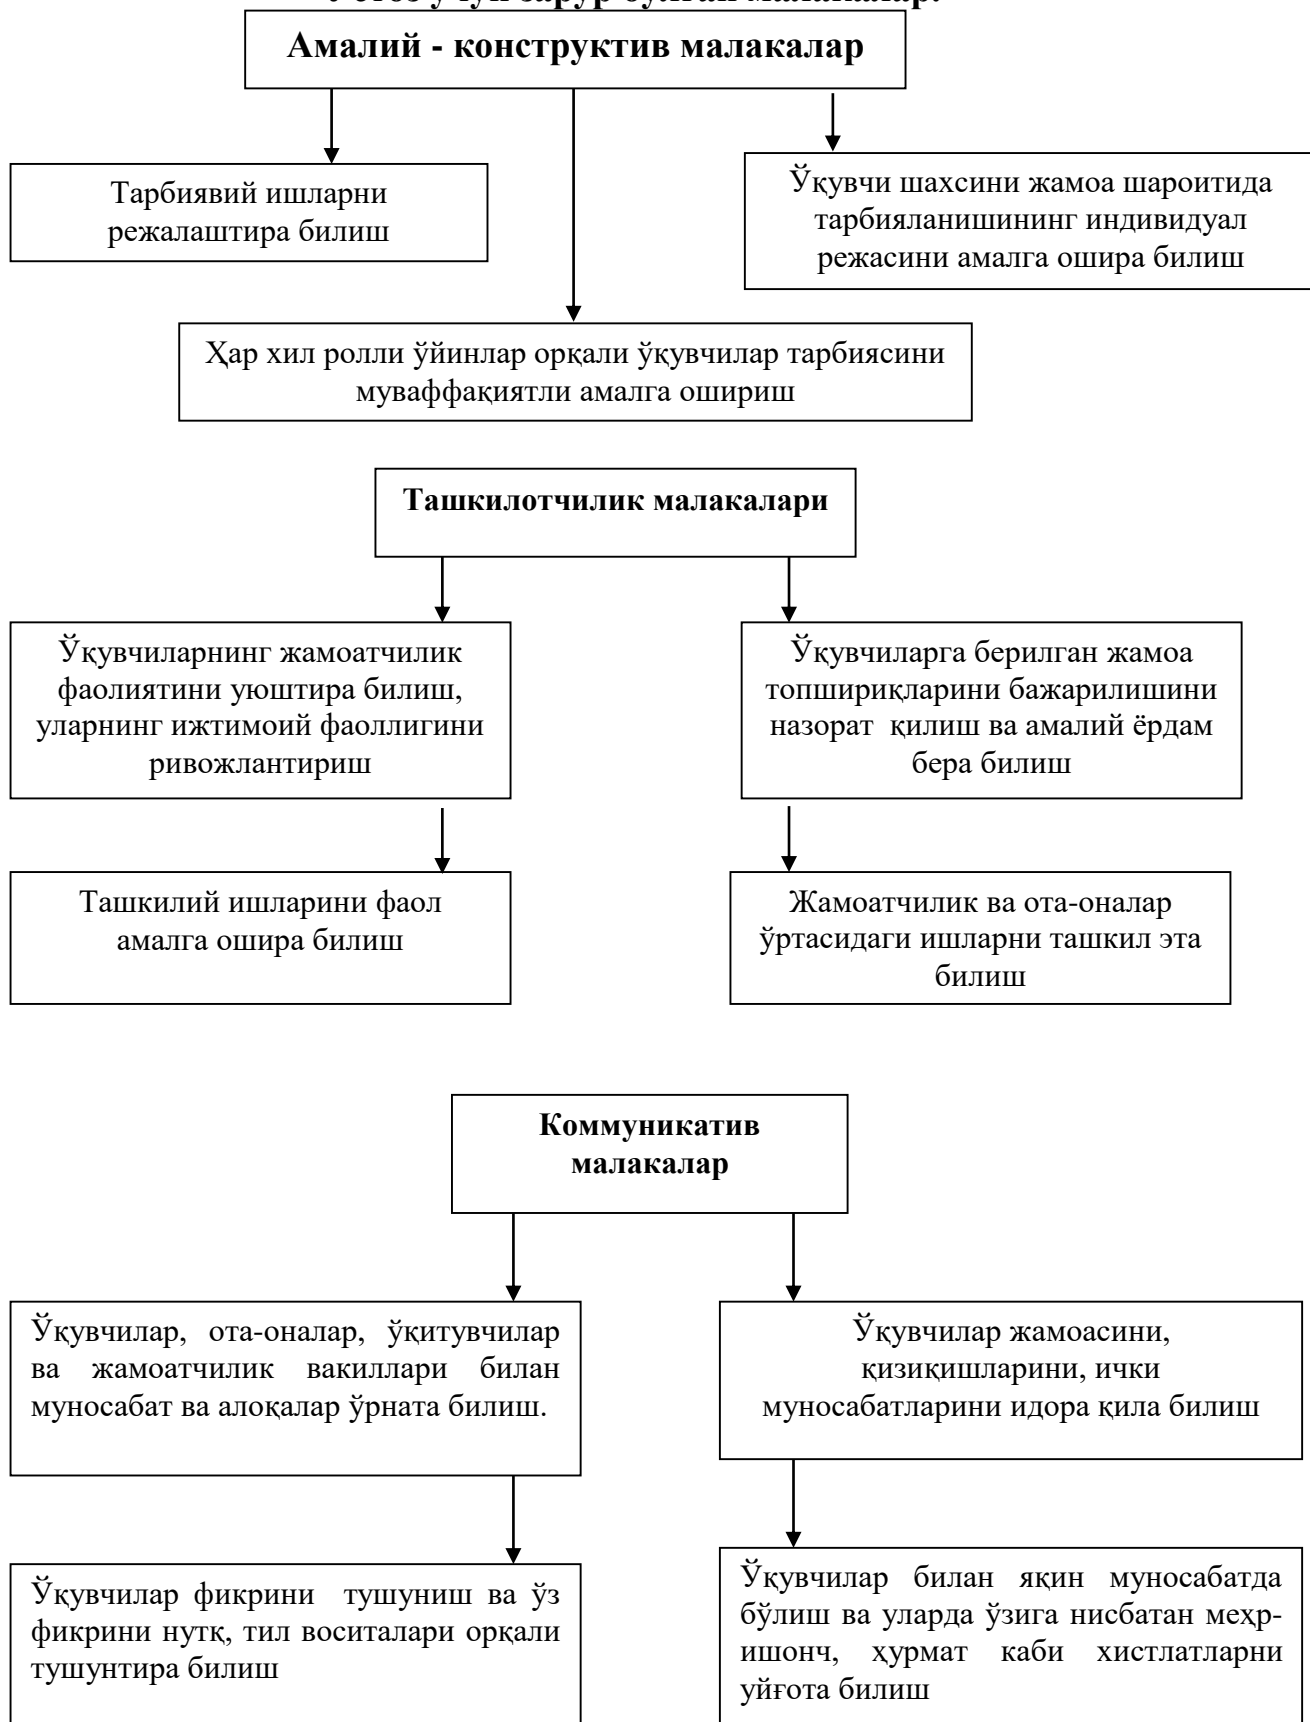 Устоз учун зарур бўлган малакалар.
Амалий - конструктив малакалар
Тарбиявий ишларни
режалаштира билиш
Ўқувчи шахсини жамоа шароитида
тарбияланишининг индивидуал
режасини амалга ошира билиш
Ҳар хил ролли ўйинлар орқали ўқувчилар тарбиясини
муваффақиятли амалга ошириш
Ташкилотчилик малакалари
Ўқувчиларнинг жамоатчилик
фаолиятини уюштира билиш,
уларнинг ижтимоий фаоллигини
ривожлантириш
Ўқувчиларга берилган жамоа
топшириқларини бажарилишини
назорат қилиш ва амалий ёрдам
бера билиш
Ташкилий ишларини фаол
амалга ошира билиш
Жамоатчилик ва ота-оналар
ўртасидаги ишларни ташкил эта
билиш
Коммуникатив
малакалар
Ўқувчилар, ота-оналар, ўқитувчилар
ва жамоатчилик вакиллари билан
муносабат ва алоқалар ўрната билиш.
Ўқувчилар жамоасини,
қизиқишларини, ички
муносабатларини идора қила билиш
Ўқувчилар фикрини тушуниш ва ўз
фикрини нутқ, тил воситалари орқали
тушунтира билиш
Ўқувчилар билан яқин муносабатда
бўлиш ва уларда ўзига нисбатан меҳр-
ишонч, ҳурмат каби хистлатларни
уйғота билиш